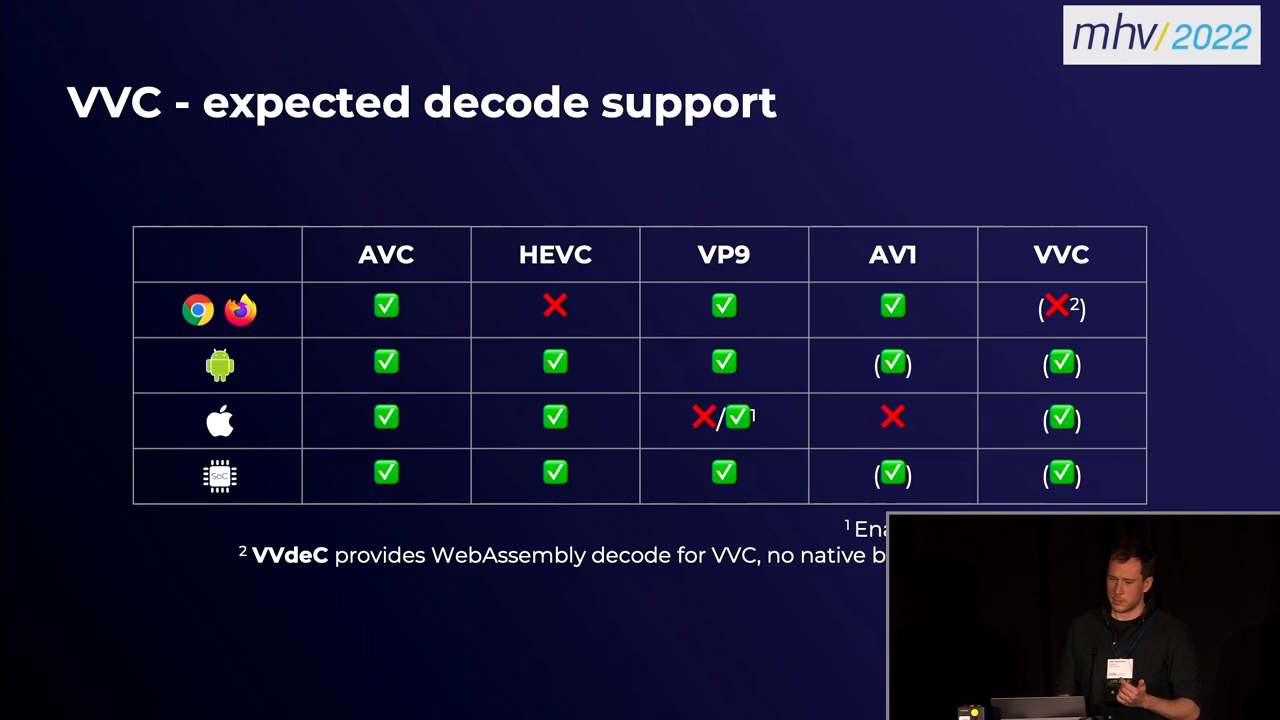 mhv/2022
VVC - expected decode support
AVC HEVC VP9 AV1 VVC
(❌²)
(✅) (✅)
❌/✅¹ (✅)
SoC
(✅) (✅)
¹
² VVdeC provides WebAssembly decode for VVC, no native